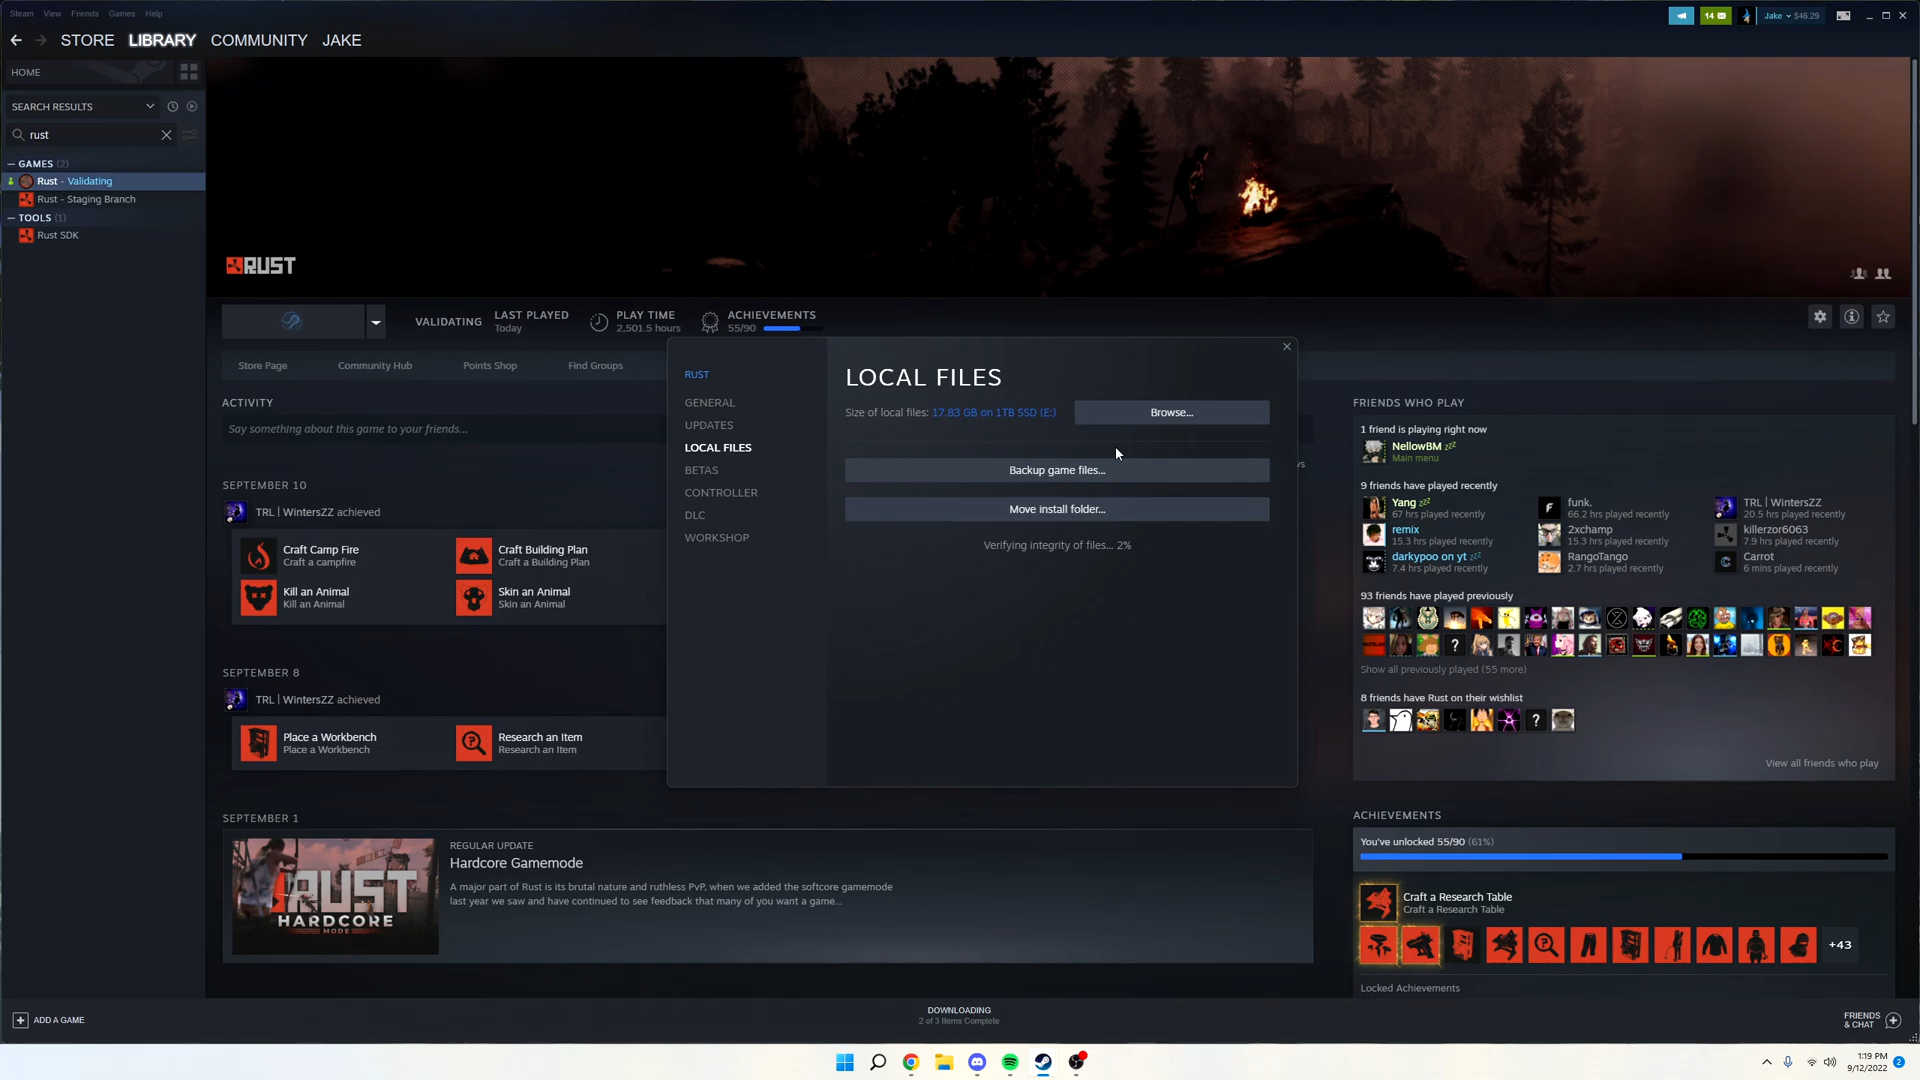 Steam View Friends Games Help
14 Jake $46.29
STORE LIBRARY COMMUNITY JAKE
HOME
SEARCH RESULTS
rust
GAMES (2)
Rust - Validating
Rust - Staging Branch
TOOLS (1)
Rust SDK
RUST
VALIDATING
LAST PLAYED
Today
PLAY TIME
2,501.5 hours
ACHIEVEMENTS
55/90
Store Page Community Hub Points Shop Find Groups
ACTIVITY
Say something about this game to your friends...
SEPTEMBER 10
TRL | WintersZZ achieved
Craft Camp Fire
Craft a campfire
Craft Building Plan
Craft a Building Plan
Kill an Animal
Kill an Animal
Skin an Animal
Skin an Animal
SEPTEMBER 8
TRL | WintersZZ achieved
Place a Workbench
Place a Workbench
Research an Item
Research an Item
SEPTEMBER 1
RUST
HARDCORE
MODE
REGULAR UPDATE
Hardcore Gamemode
A major part of Rust is its brutal nature and ruthless PvP, when we added the softcore gamemode
last year we saw and have continued to see feedback that many of you want a game...
RUST
GENERAL
UPDATES
LOCAL FILES
BETAS
CONTROLLER
DLC
WORKSHOP
LOCAL FILES
Size of local files: 17.83 GB on 1TB SSD (E:)
Browse...
Backup game files...
Move install folder...
Verifying integrity of files... 2%
FRIENDS WHO PLAY
1 friend is playing right now
NellowBM zzZ
Main menu
9 friends have played recently
Yang zzZ
67 hrs played recently
funk.
66.2 hrs played recently
TRL | WintersZZ
20.5 hrs played recently
remix
15.3 hrs played recently
2xchamp
15.3 hrs played recently
killerzor6063
7.9 hrs played recently
darkypoo on yt zzZ
7.4 hrs played recently
RangoTango
2.7 hrs played recently
Carrot
6 mins played recently
93 friends have played previously
Show all previously played (55 more)
8 friends have Rust on their wishlist
View all friends who play
ACHIEVEMENTS
You've unlocked 55/90 (61%)
Craft a Research Table
Craft a Research Table
+43
Locked Achievements
ADD A GAME
DOWNLOADING
2 of 3 Items Complete
FRIENDS
& CHAT
1:19 PM
9/12/2022
2